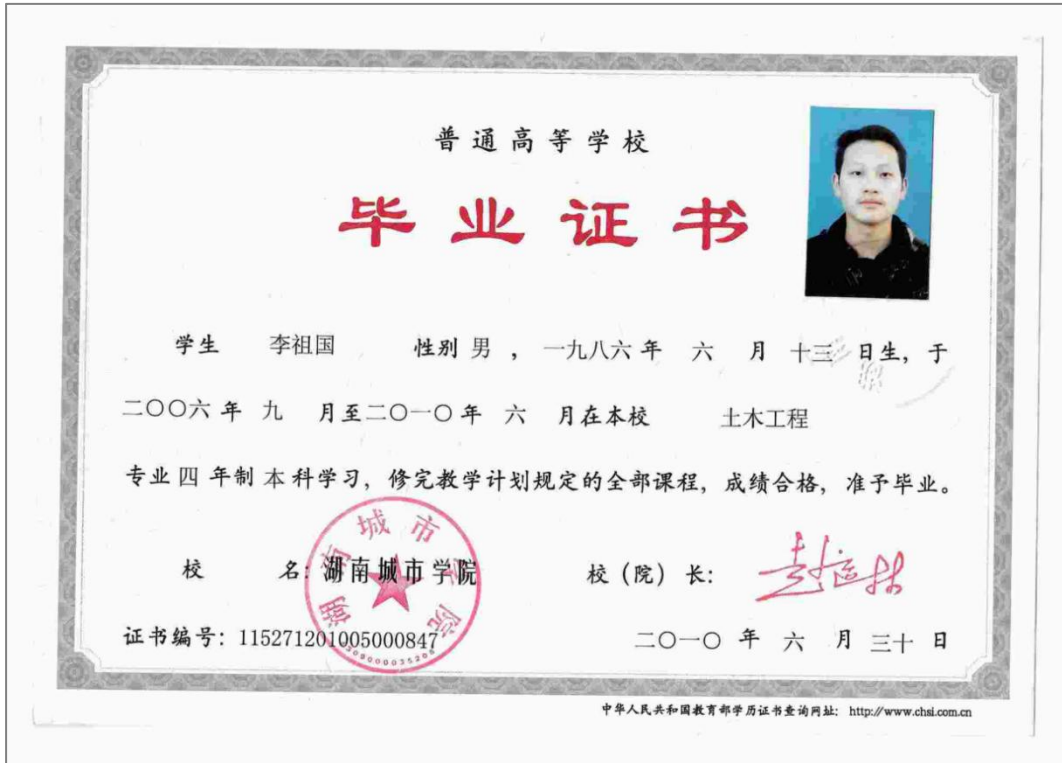 普通高等学校
毕业证书
学生 李祖国 性别 男 , 一九八六 年 六 月 十三 日生, 于
二〇〇六 年 九 月至 二〇一〇 年 六 月在本校 土木工程
专业 四 年制 本 科学习, 修完教学计划规定的全部课程, 成绩合格, 准予毕业。
校 名: 湖南城市学院
湖南城市学院
校(院)长:
证书编号: 115271201005000847
二〇一〇 年 六 月 三十 日
中华人民共和国教育部学历证书查询网址: http://www.chsi.com.cn